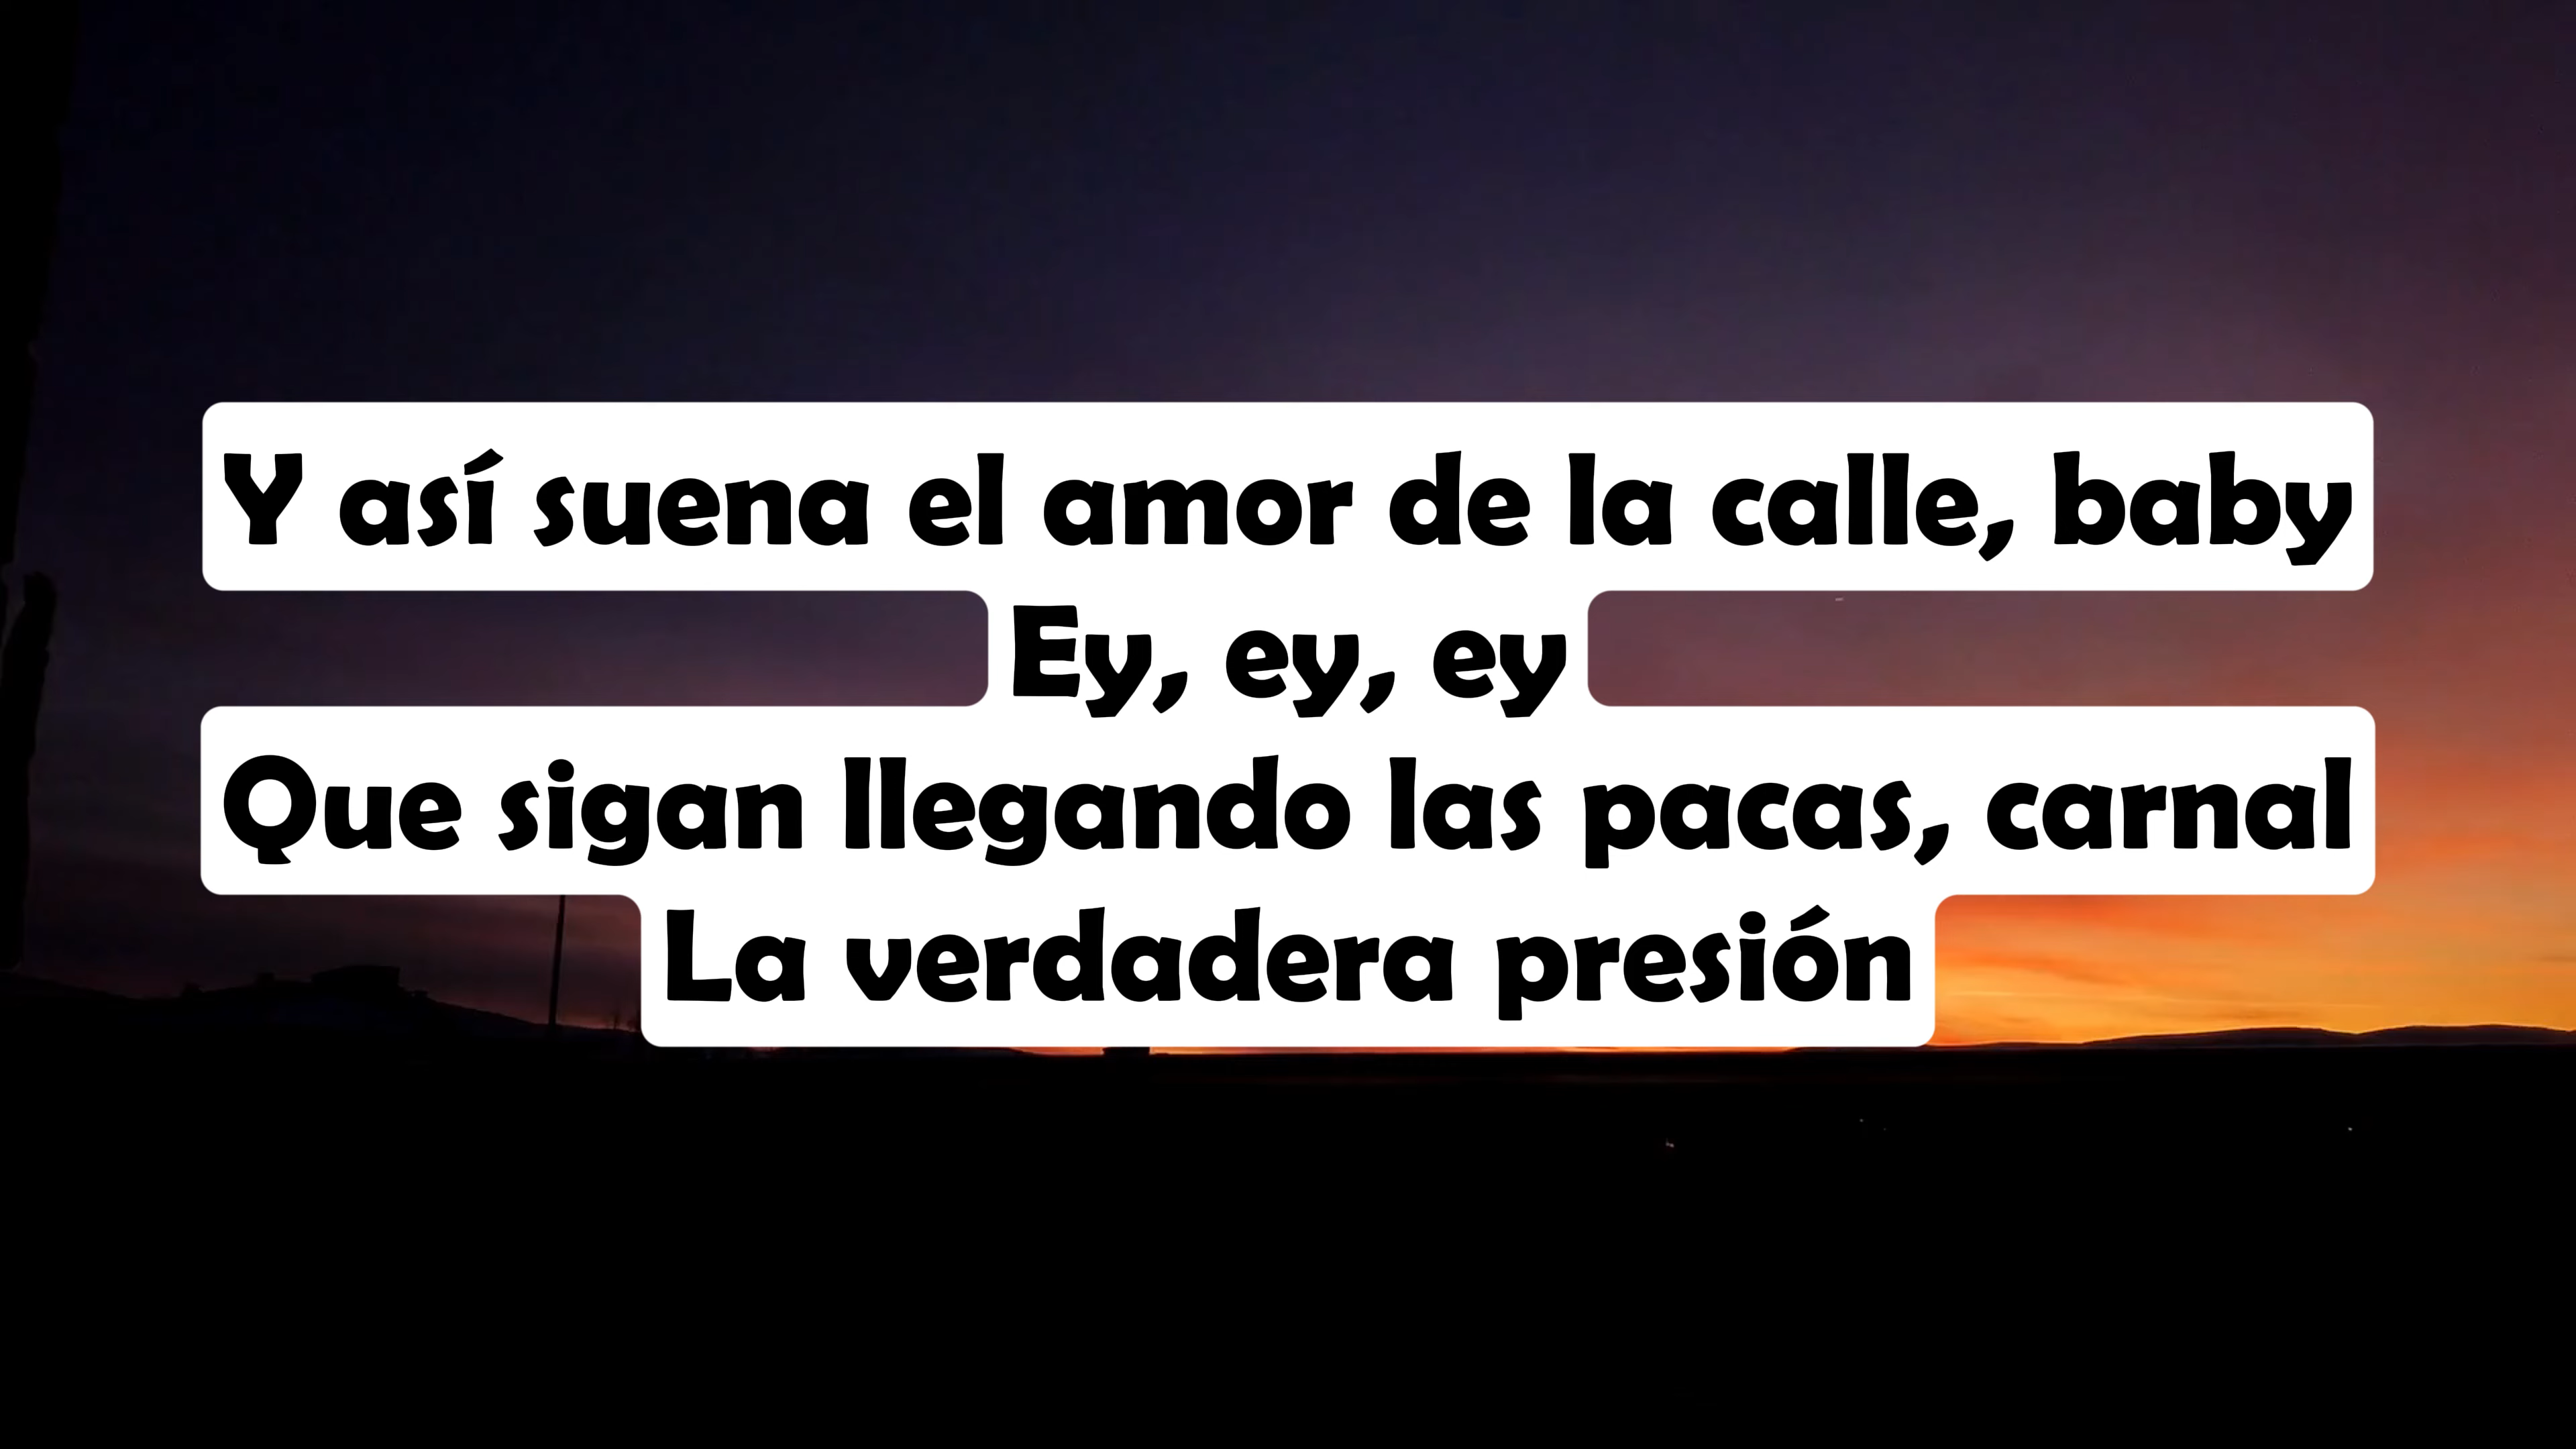 Y así suena el amor de la calle, baby
Ey, ey, ey
Que sigan llegando las pacas, carnal
La verdadera presión